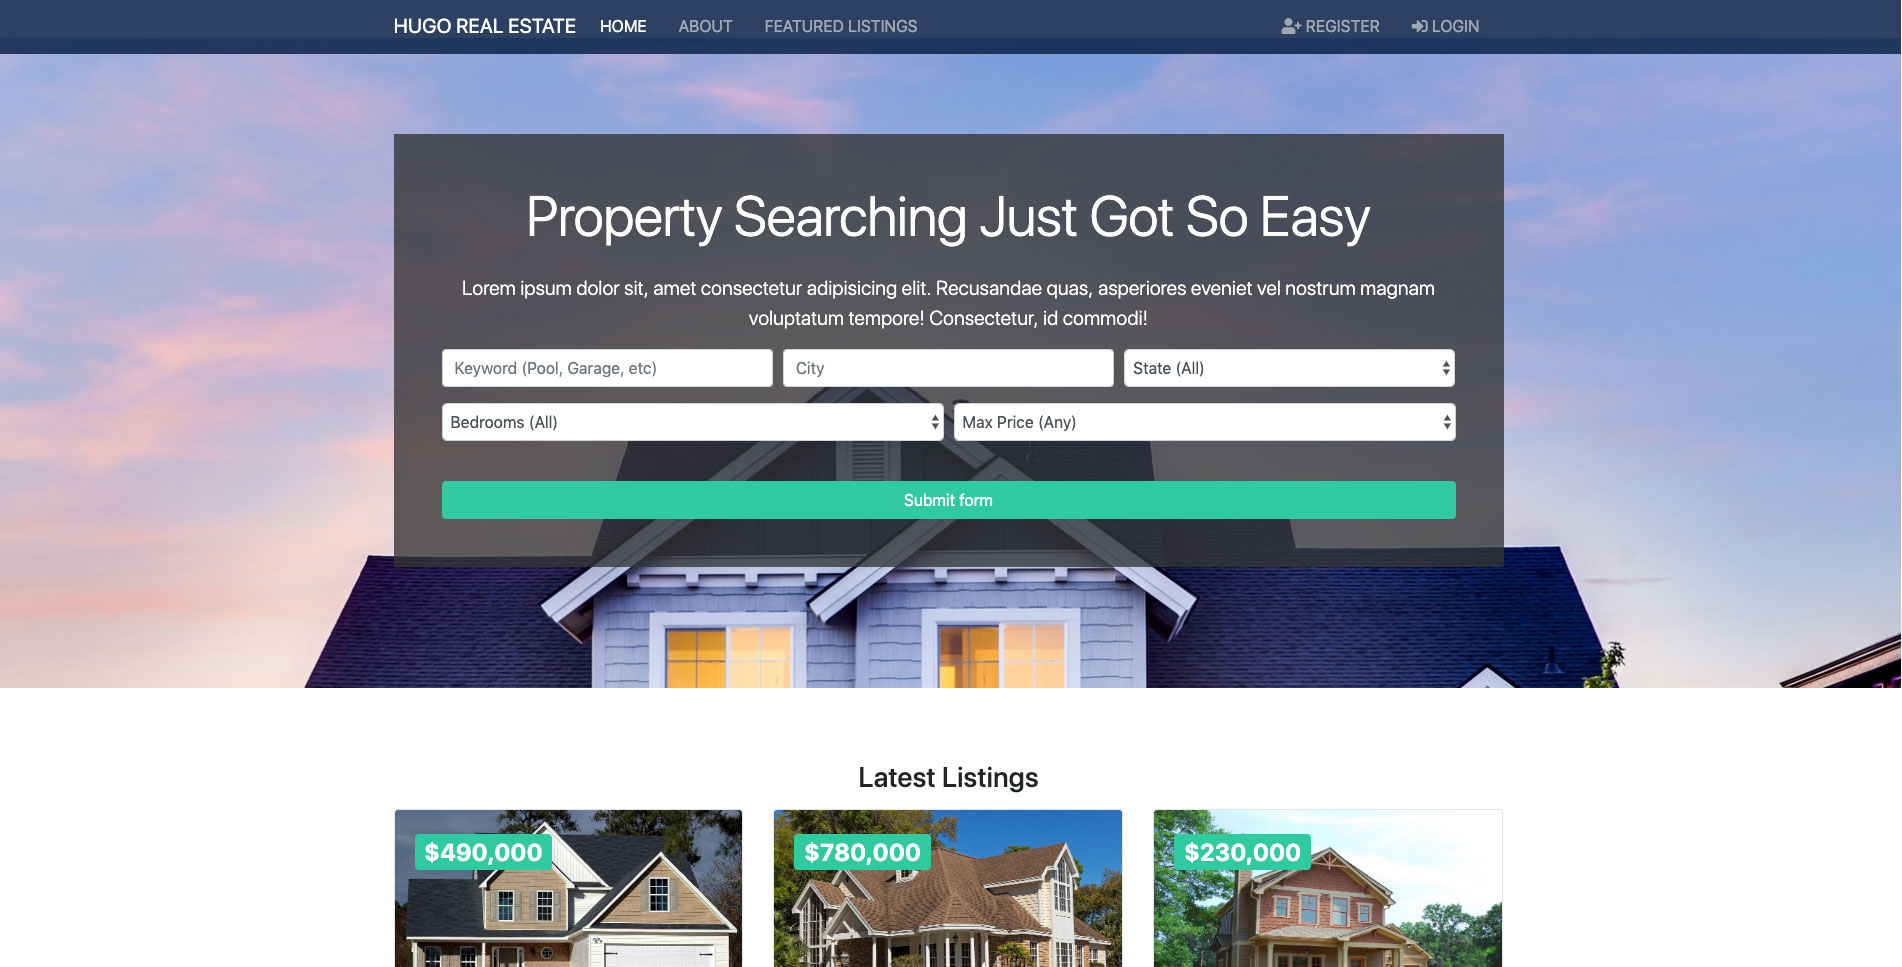 HUGO REAL ESTATE HOME ABOUT FEATURED LISTINGS REGISTER LOGIN
Property Searching Just Got So Easy
Lorem ipsum dolor sit, amet consectetur adipisicing elit. Recusandae quas, asperiores eveniet vel nostrum magnam
voluptatum tempore! Consectetur, id commodi!
Keyword (Pool, Garage, etc) City State (All)
Bedrooms (All) Max Price (Any)
Submit form
Latest Listings
$490,000 $780,000 $230,000